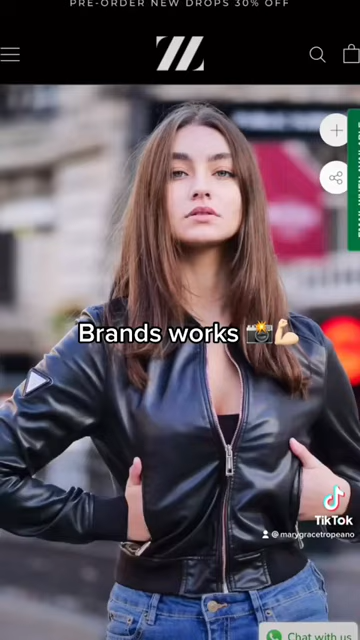 PRE-ORDER NEW DROPS 30% OFF
Brands works 📸💪🏼
TikTok
@marygracetropeano
Chat with us